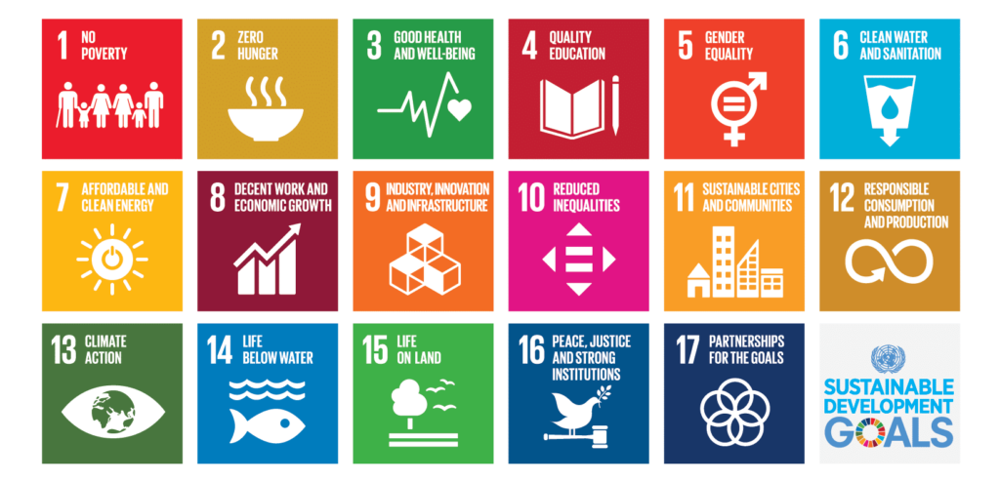 1 NO
POVERTY
2 ZERO
HUNGER
3 GOOD HEALTH
AND WELL-BEING
4 QUALITY
EDUCATION
5 GENDER
EQUALITY
6 CLEAN WATER
AND SANITATION
7 AFFORDABLE AND
CLEAN ENERGY
8 DECENT WORK AND
ECONOMIC GROWTH
9 INDUSTRY, INNOVATION
AND INFRASTRUCTURE
10 REDUCED
INEQUALITIES
11 SUSTAINABLE CITIES
AND COMMUNITIES
12 RESPONSIBLE
CONSUMPTION
AND PRODUCTION
13 CLIMATE
ACTION
14 LIFE
BELOW WATER
15 LIFE
ON LAND
16 PEACE, JUSTICE
AND STRONG
INSTITUTIONS
17 PARTNERSHIPS
FOR THE GOALS
SUSTAINABLE
DEVELOPMENT
GOALS